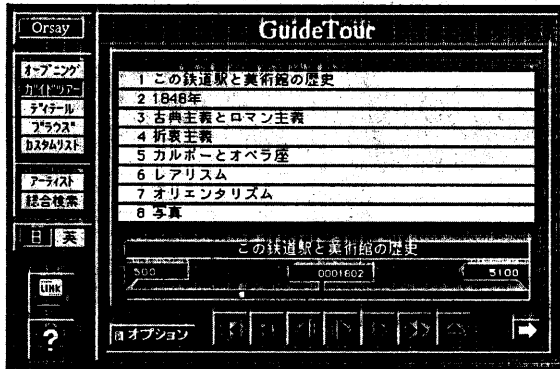 Orsay
GuideTour
オープニング
ガイドツアー
ディテール
ブラウズ
カスタムリスト
アーティスト
総合検索
日 英
LINK
?
1 この鉄道駅と美術館の歴史
2 1848年
3 古典主義とロマン主義
4 折衷主義
5 カルポーとオペラ座
6 レアリスム
7 オリエンタリズム
8 写真
この鉄道駅と美術館の歴史
500
0001802
5100
オプション